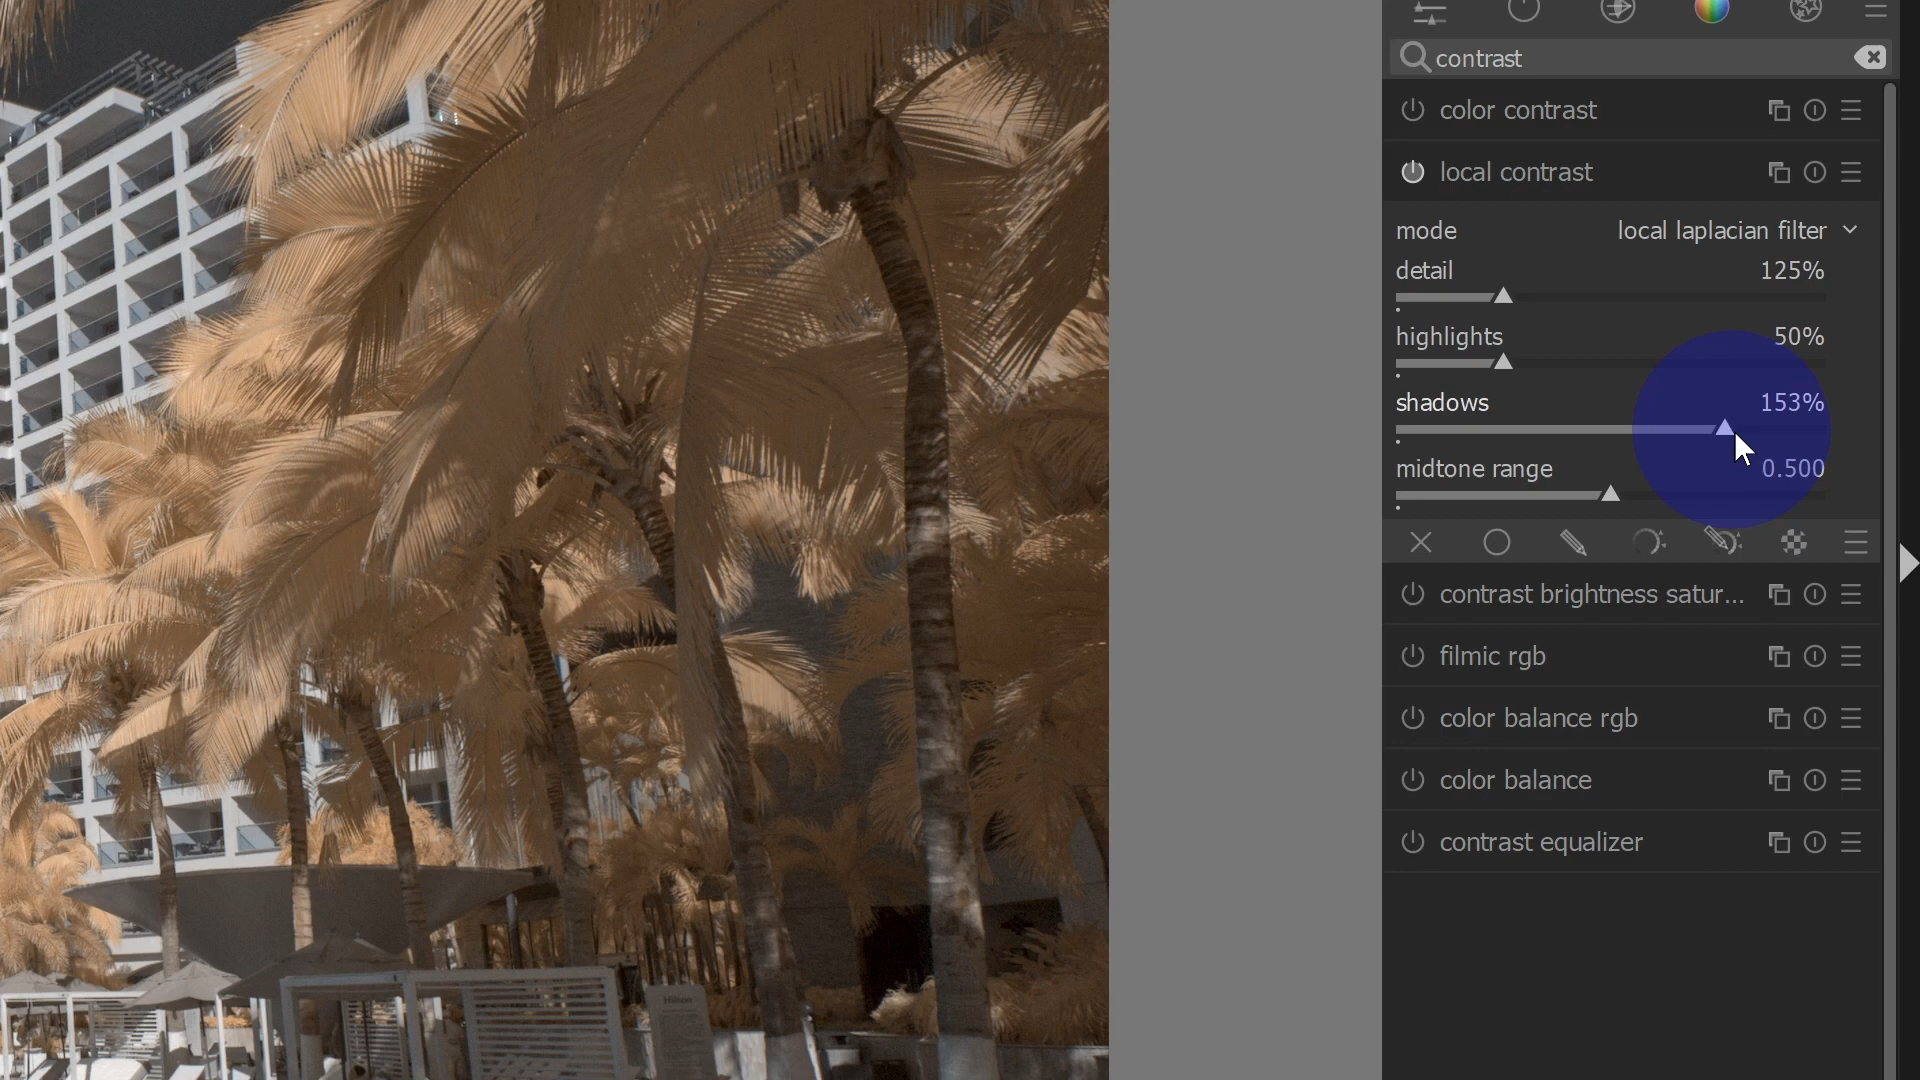 contrast
color contrast
local contrast
mode local laplacian filter
detail 125%
highlights 50%
shadows 153%
midtone range 0.500
contrast brightness satur...
filmic rgb
color balance rgb
color balance
contrast equalizer
Hilton